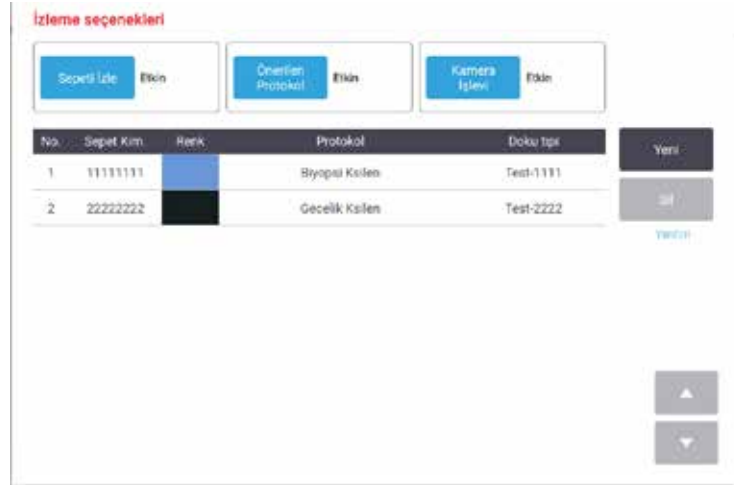 İzleme seçenekleri
Sepeti İzle Etkin
Önerilen Protokol Etkin
Kamera İşlevi Etkin
No. Sepet Kim. Renk Protokol Doku tipi
1 11111111 Biyopsi Ksilen Test-1111
2 22222222 Gecelik Ksilen Test-2222
Yeni
Sil